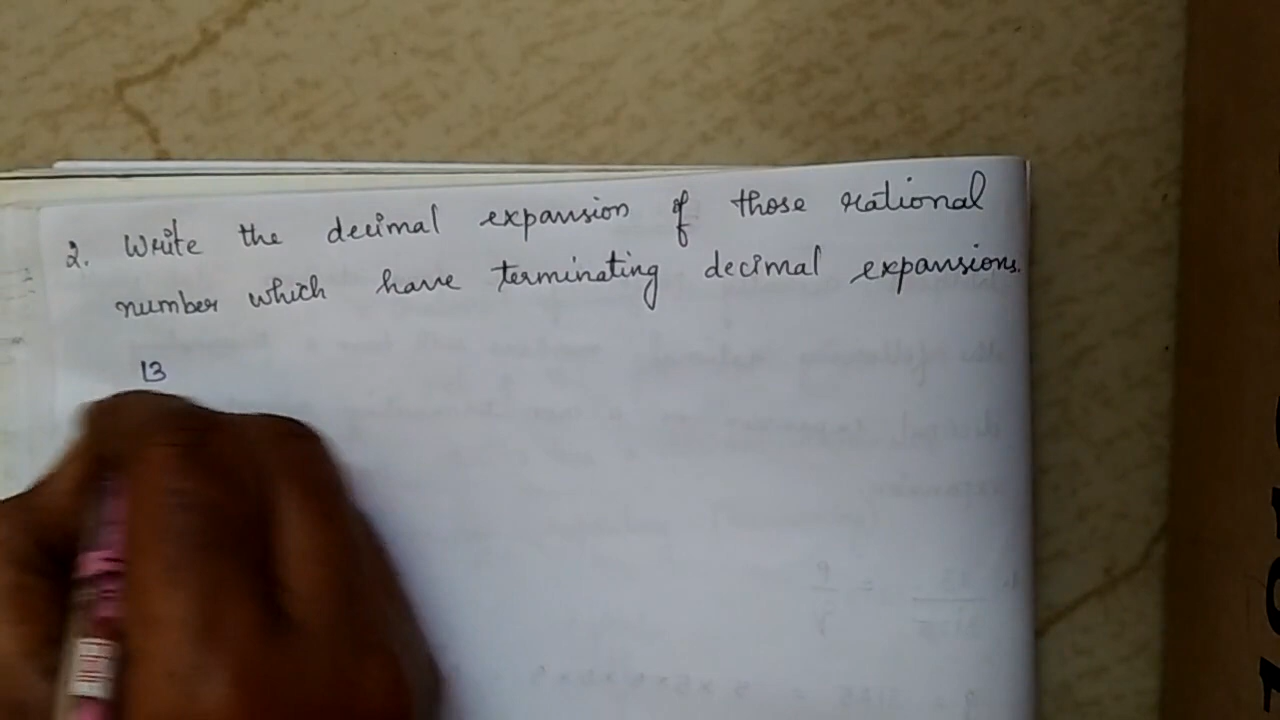 2. Write the decimal expansion of those rational
number which have terminating decimal expansions.
13